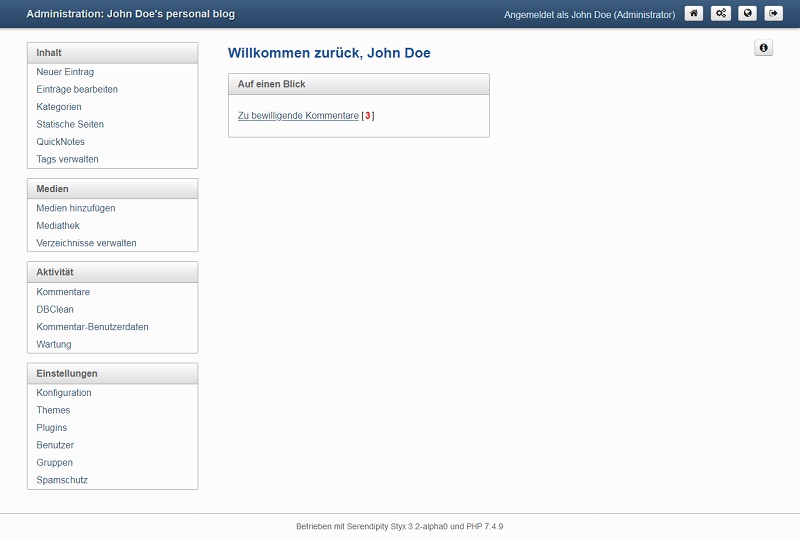 Administration: John Doe's personal blog
Angemeldet als John Doe (Administrator)
Inhalt
Neuer Eintrag
Einträge bearbeiten
Kategorien
Statische Seiten
QuickNotes
Tags verwalten
Medien
Medien hinzufügen
Mediathek
Verzeichnisse verwalten
Aktivität
Kommentare
DBClean
Kommentar-Benutzerdaten
Wartung
Einstellungen
Konfiguration
Themes
Plugins
Benutzer
Gruppen
Spamschutz
Willkommen zurück, John Doe
Auf einen Blick
Zu bewilligende Kommentare [3]
Betrieben mit Serendipity Styx 3.2-alpha0 und PHP 7.4.9